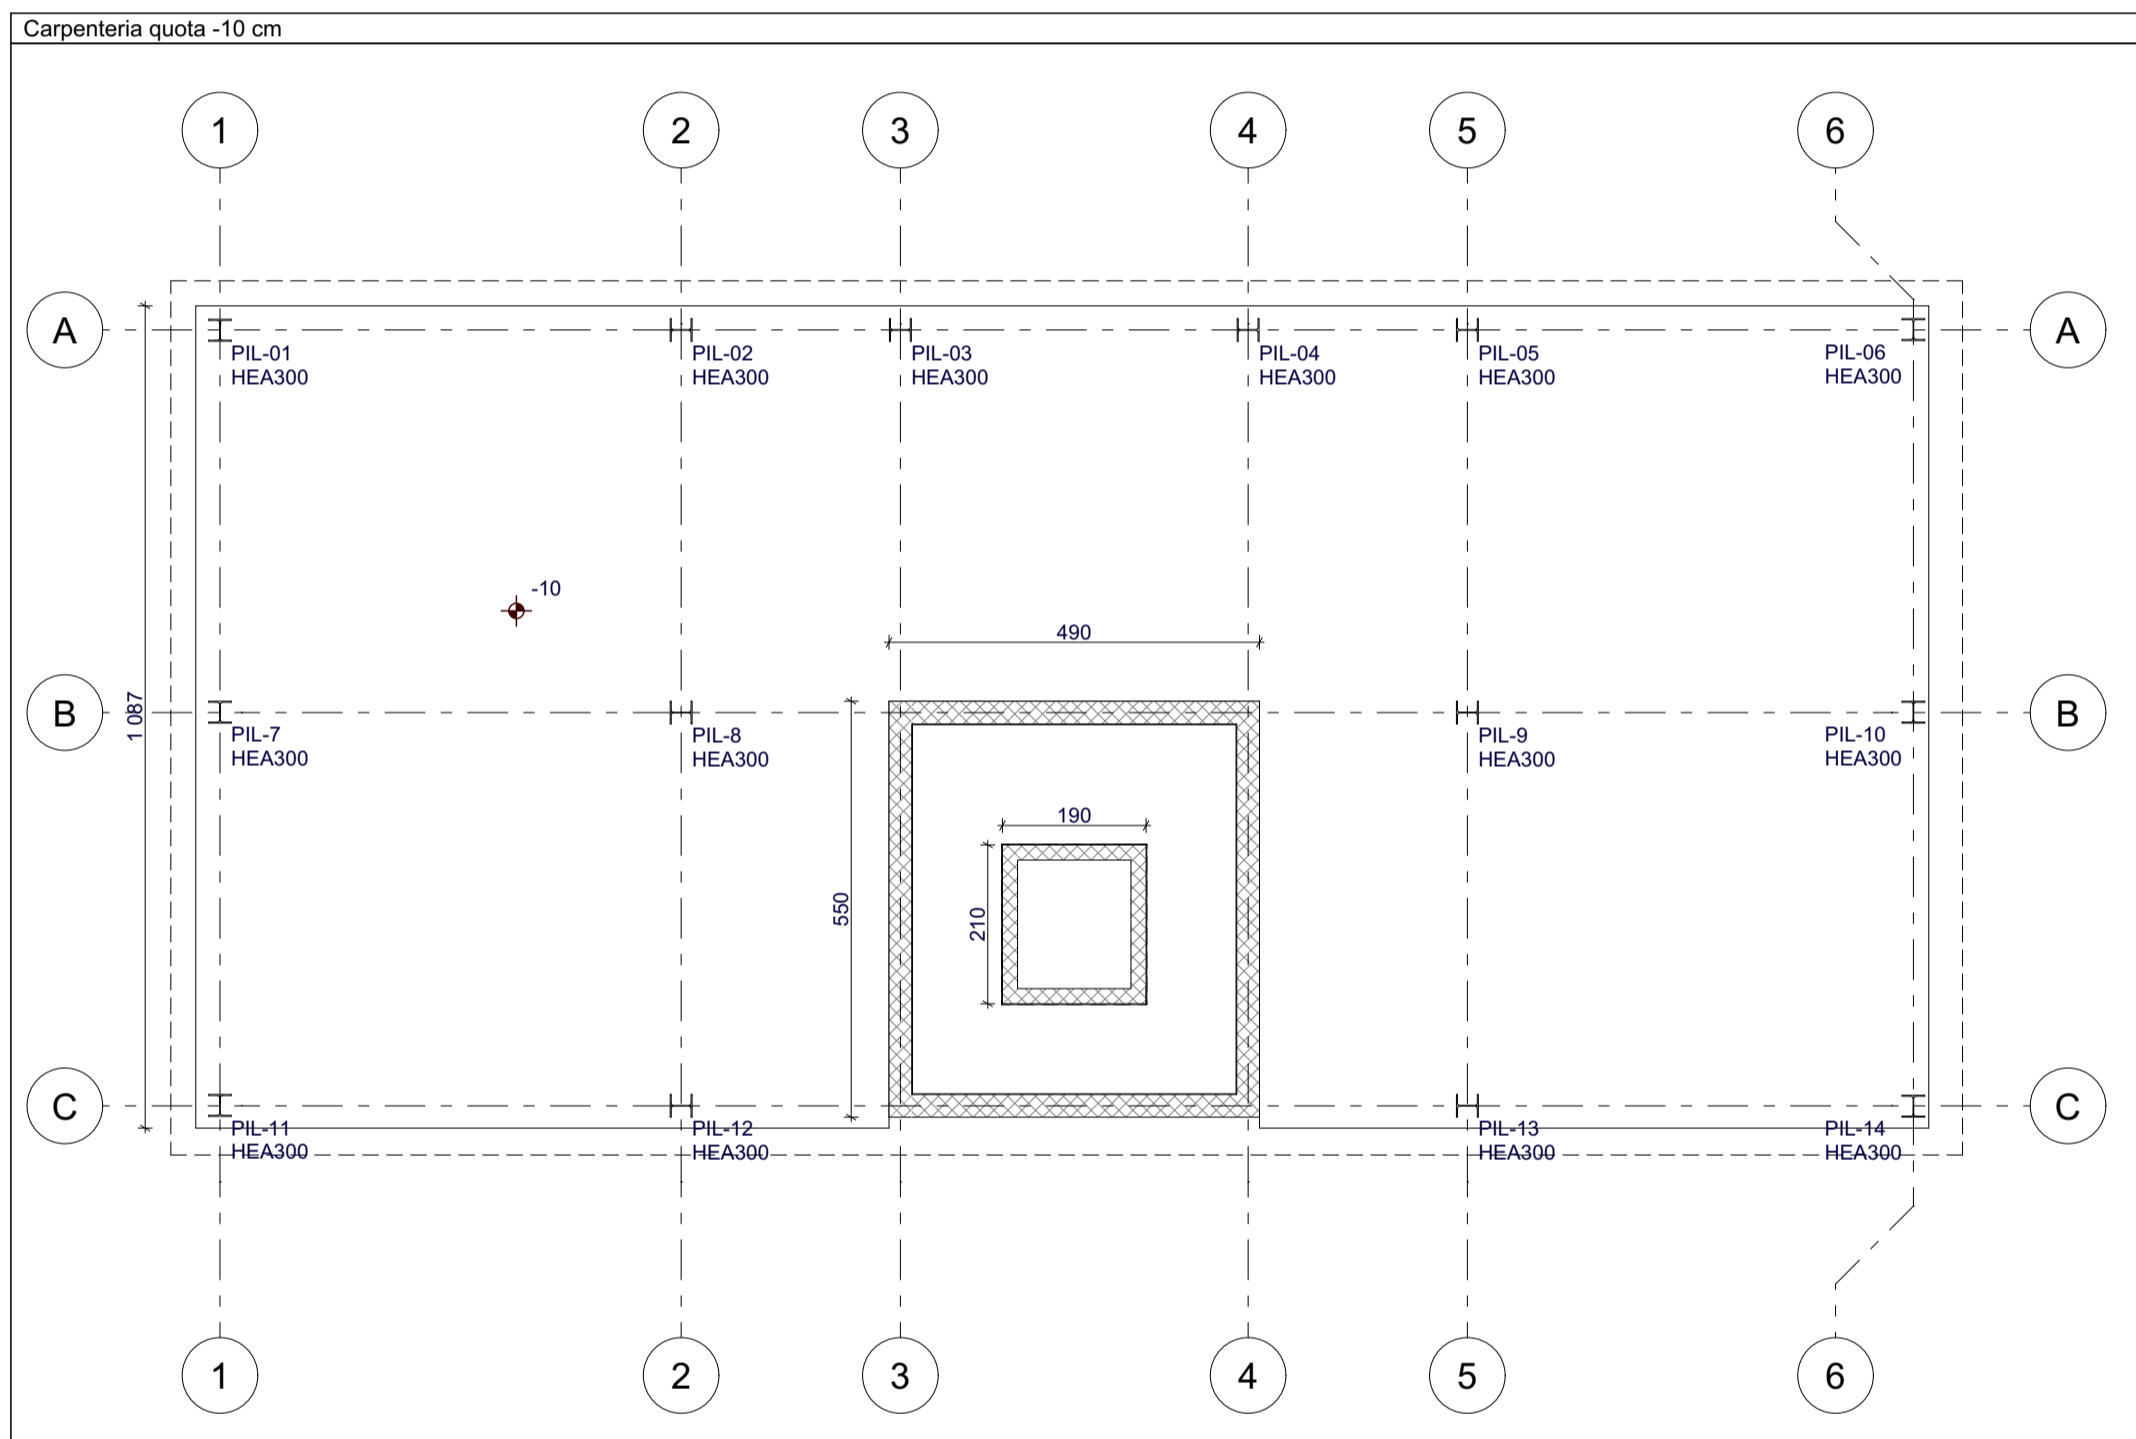 Carpenteria quota -10 cm
1
2
3
4
5
6
A
A
PIL-01
HEA300
PIL-02
HEA300
PIL-03
HEA300
PIL-04
HEA300
PIL-05
HEA300
PIL-06
HEA300
-10
490
B
1 087
B
PIL-7
HEA300
PIL-8
HEA300
PIL-9
HEA300
PIL-10
HEA300
190
550
210
C
C
PIL-11
HEA300
PIL-12
HEA300
PIL-13
HEA300
PIL-14
HEA300
1
2
3
4
5
6